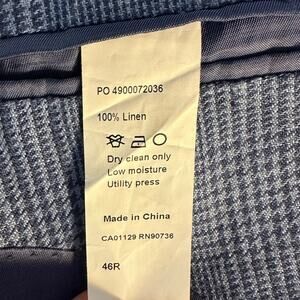 PO 4900072036
100% Linen
Dry clean only
Low moisture
Utility press
Made in China
CA01129 RN90736
46R